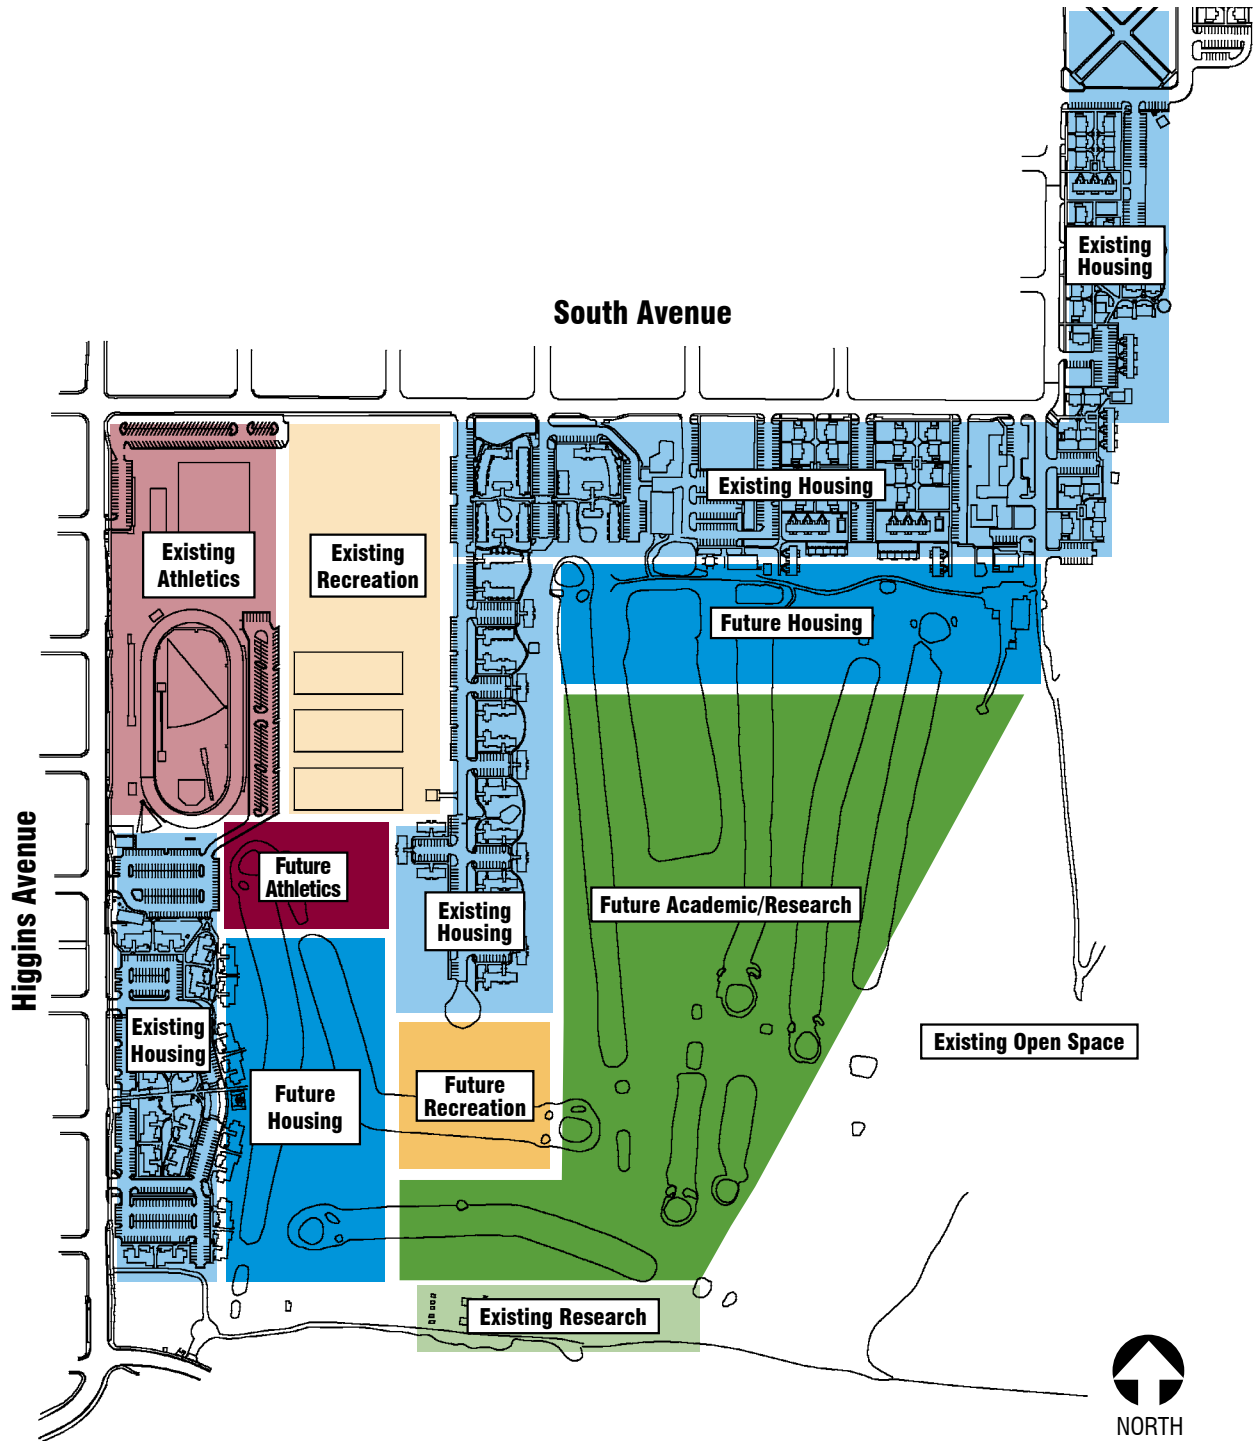 Existing
Housing
South Avenue
Existing Housing
Existing
Athletics
Existing
Recreation
Future Housing
Future
Athletics
Existing
Housing
Future Academic/Research
Higgins Avenue
Existing
Housing
Existing Open Space
Future
Housing
Future
Recreation
Existing Research
NORTH